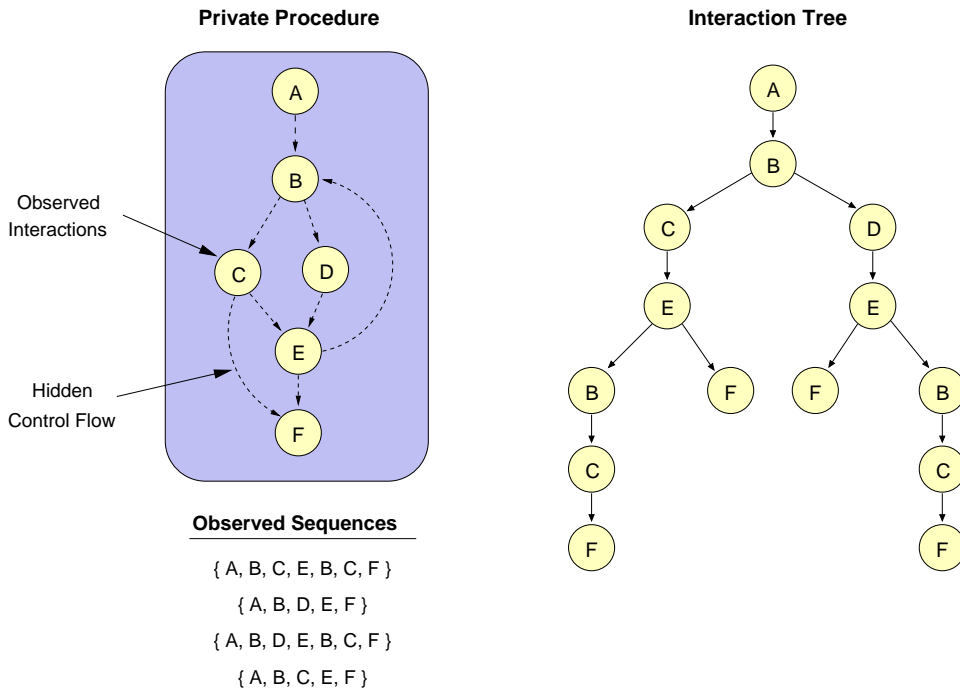 Private Procedure
A
B
C
D
E
F
Observed
Interactions
Hidden
Control Flow
Observed Sequences
{ A, B, C, E, B, C, F }
{ A, B, D, E, F }
{ A, B, D, E, B, C, F }
{ A, B, C, E, F }
Interaction Tree
A
B
C
D
E
E
B
F
F
B
C
C
F
F